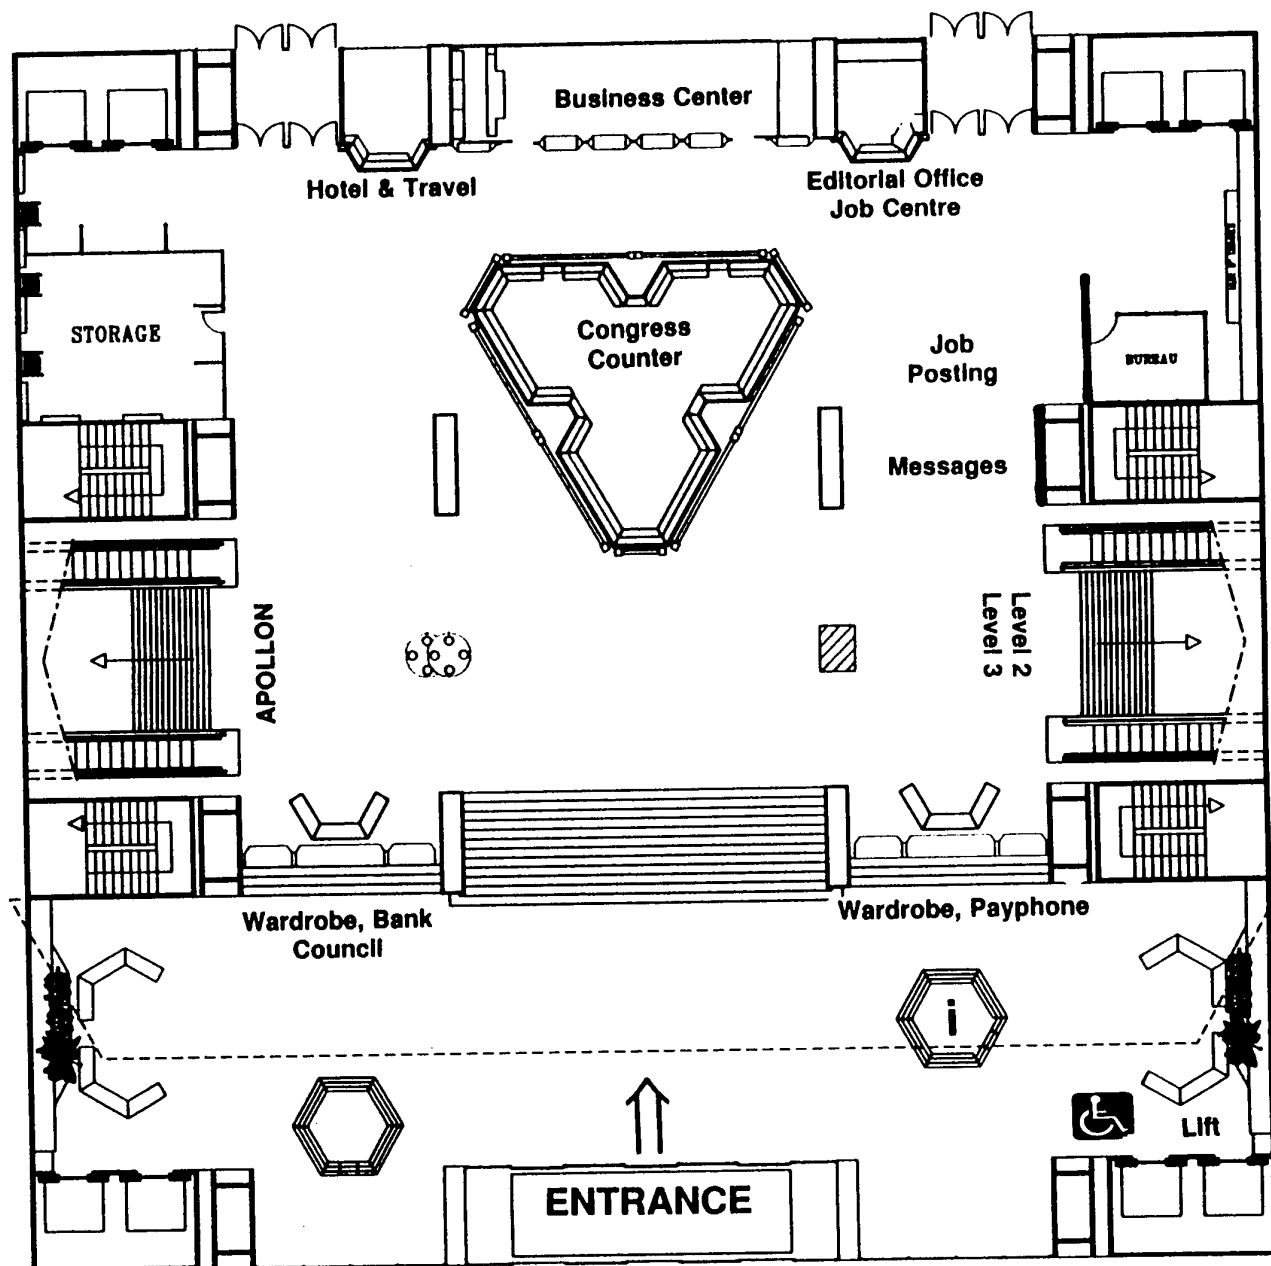 Business Center
Hotel & Travel
Editorial Office
Job Centre
STORAGE
Congress
Counter
Job
Posting
BUREAU
Messages
APOLLON
Level 2
Level 3
Wardrobe, Bank
Council
Wardrobe, Payphone
i
Lift
ENTRANCE